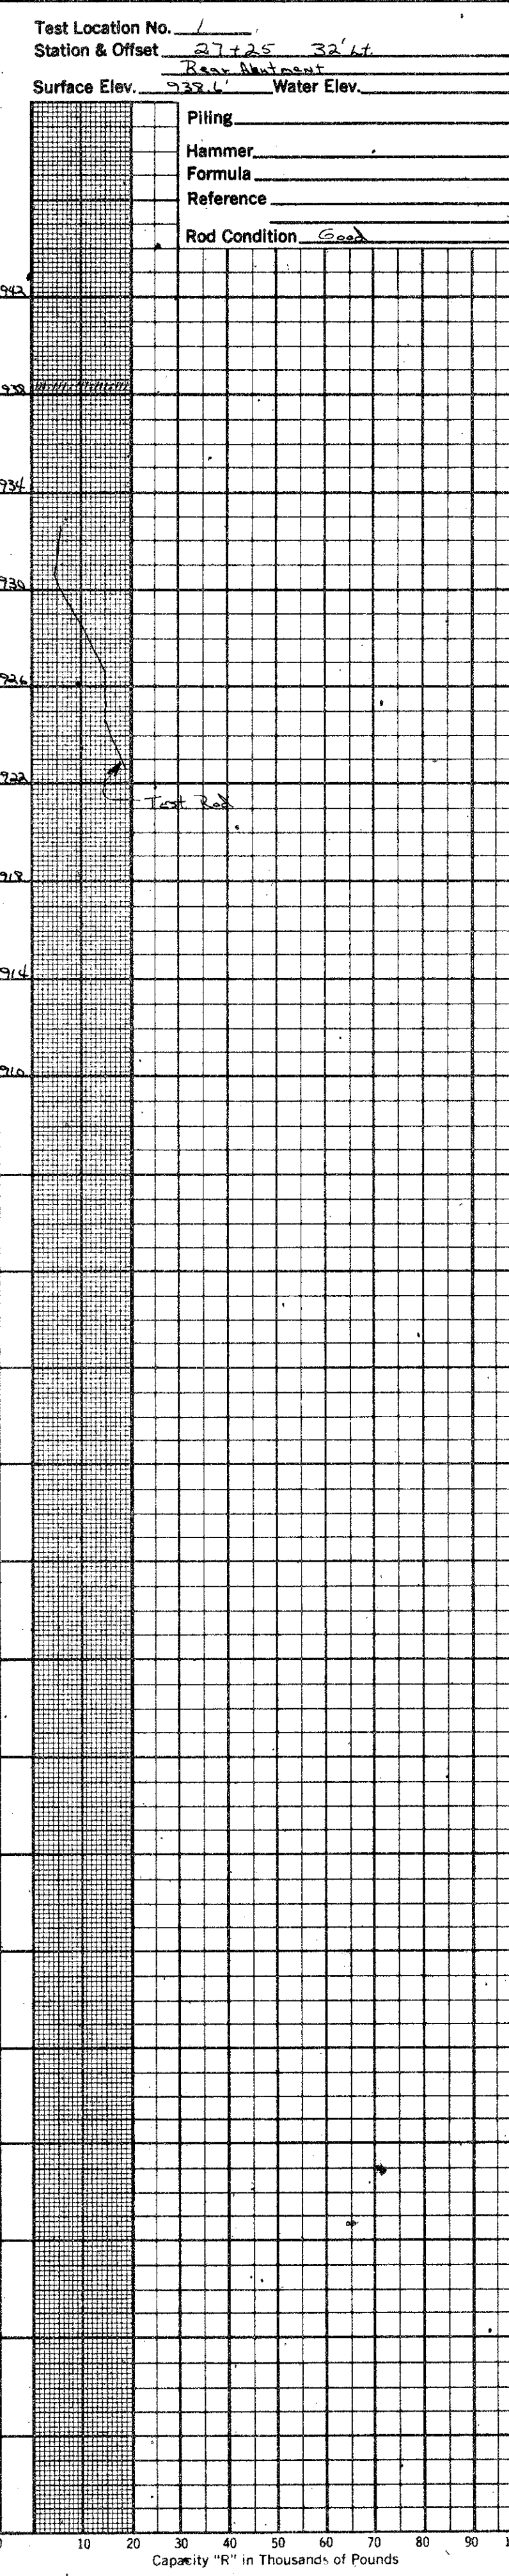 Test Location No. 1
Station & Offset 27+25 32' Lt.
Rear Abutment
Surface Elev. 938.6' Water Elev.
Piling
Hammer
Formula
Reference
Rod Condition Good
942
938
934
930
926
922
Test Rod
918
914
910
10 20 30 40 50 60 70 80 90
Capacity "R" in Thousands of Pounds